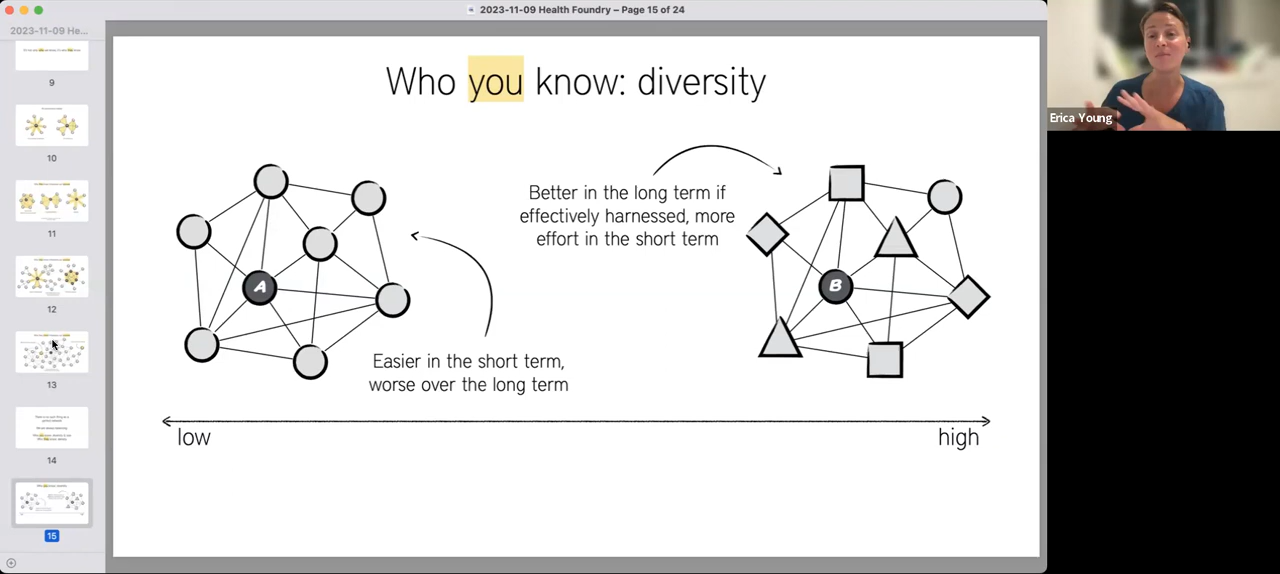 2023-11-09 Health Foundry – Page 15 of 24
2023-11-09 He...
9
10
11
12
13
14
15
Who you know: diversity
Better in the long term if
effectively harnessed, more
effort in the short term
A
B
Easier in the short term,
worse over the long term
low
high
Erica Young